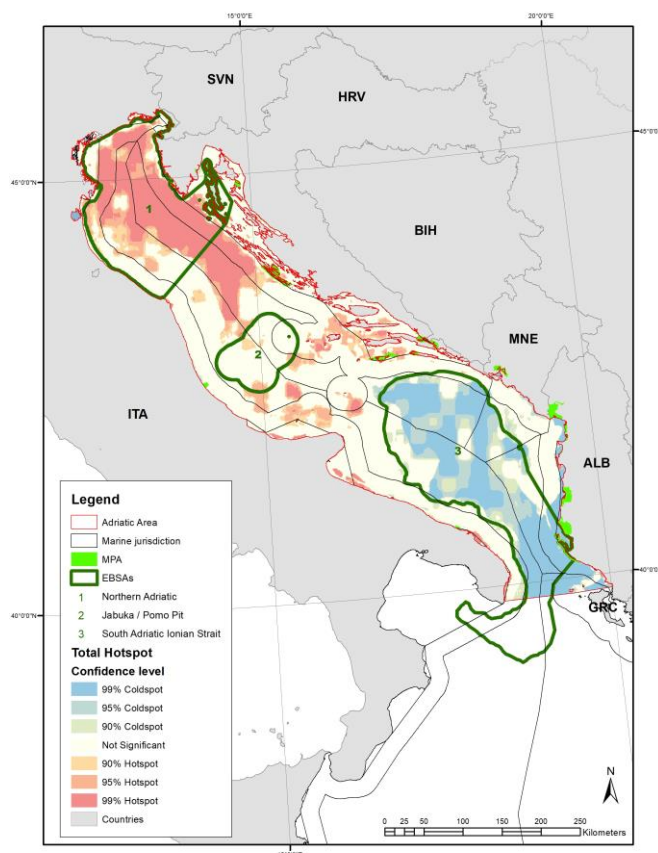 15°0'0"E
20°0'0"E
SVN
HRV
45°0'0"N
45°0'0"N
1
BIH
2
MNE
ITA
3
ALB
40°0'0"N
40°0'0"N
GRC
Legend
Adriatic Area
Marine jurisdiction
MPA
EBSAs
1 Northern Adriatic
2 Jabuka / Pomo Pit
3 South Adriatic Ionian Strait
Total Hotspot
Confidence level
99% Coldspot
95% Coldspot
90% Coldspot
Not Significant
90% Hotspot
95% Hotspot
99% Hotspot
Countries
N
0 25 50 100 150 200 250
Kilometers